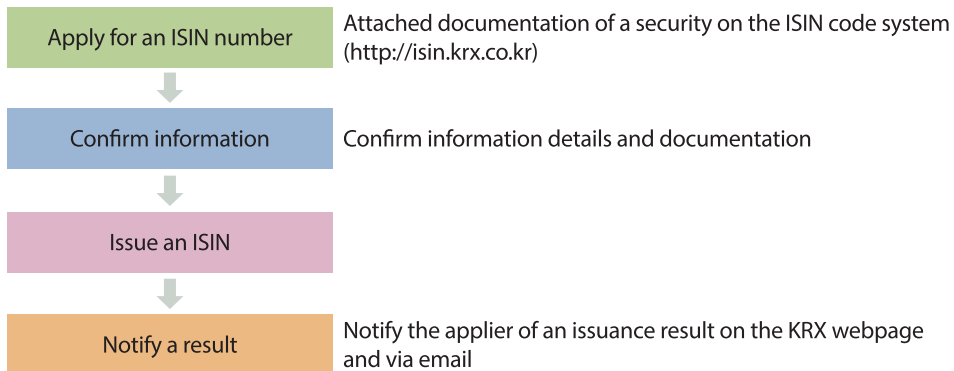 Apply for an ISIN number
Attached documentation of a security on the ISIN code system
(http://isin.krx.co.kr)
Confirm information
Confirm information details and documentation
Issue an ISIN
Notify a result
Notify the applier of an issuance result on the KRX webpage
and via email